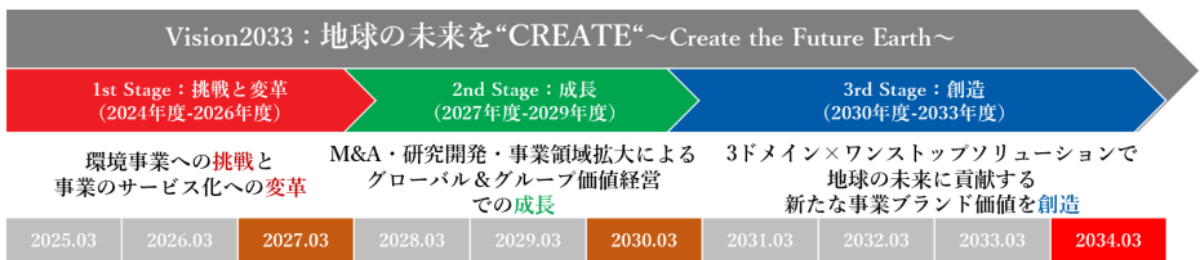 Vision2033：地球の未来を“CREATE“～Create the Future Earth～
1st Stage：挑戦と変革
（2024年度-2026年度）
2nd Stage：成長
（2027年度-2029年度）
3rd Stage：創造
（2030年度-2033年度）
環境事業への挑戦と
事業のサービス化への変革
M&A・研究開発・事業領域拡大による
グローバル＆グループ価値経営
での成長
3ドメイン×ワンストップソリューションで
地球の未来に貢献する
新たな事業ブランド価値を創造
2025.03 2026.03 2027.03 2028.03 2029.03 2030.03 2031.03 2032.03 2033.03 2034.03